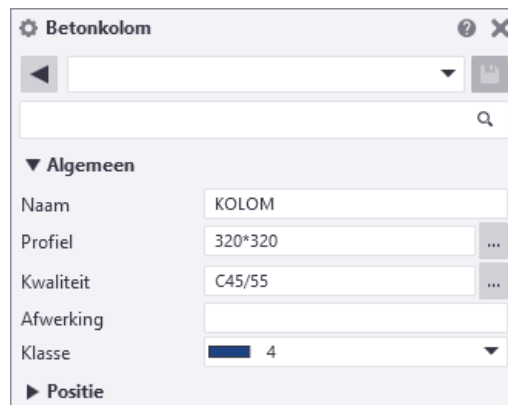 Betonkolom
Algemeen
Naam KOLOM
Profiel 320*320 ...
Kwaliteit C45/55 ...
Afwerking
Klasse 4
Positie